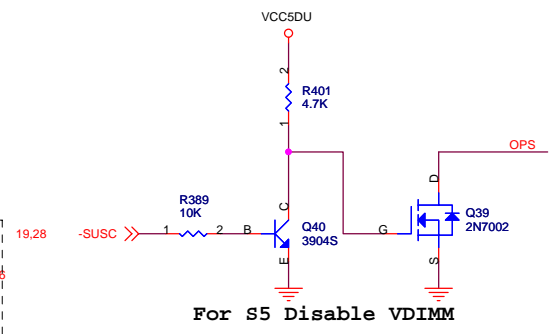 VCC5DU
2
R401
4.7K
1
OPS
R389
10K
C
D
19,28
-SUSC
1
2
B
Q40
3904S
G
Q39
2N7002
E
S
For S5 Disable VDIMM